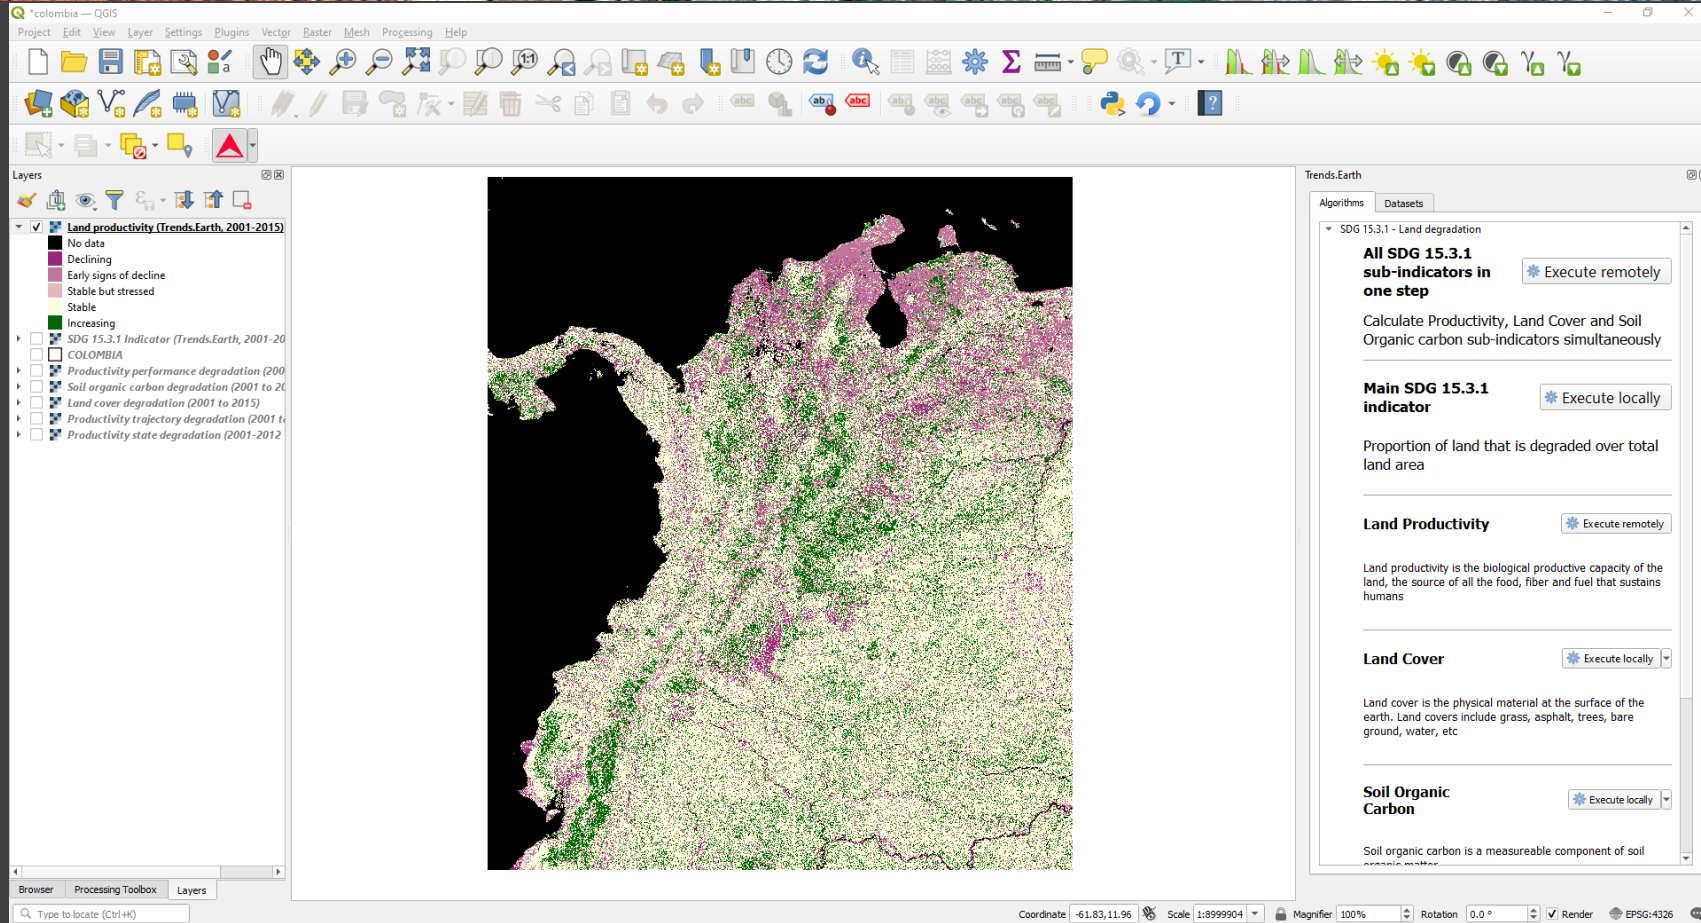 *colombia — QGIS
Project Edit View Layer Settings Plugins Vector Raster Mesh Processing Help
Layers
Land productivity (Trends.Earth, 2001-2015)
No data
Declining
Early signs of decline
Stable but stressed
Stable
Increasing
SDG 15.3.1 Indicator (Trends.Earth, 2001-20
COLOMBIA
Productivity performance degradation (200
Soil organic carbon degradation (2001 to 20
Land cover degradation (2001 to 2015)
Productivity trajectory degradation (2001 to
Productivity state degradation (2001-2012
Browser Processing Toolbox Layers
Type to locate (Ctrl+K)
Trends.Earth
Algorithms Datasets
SDG 15.3.1 - Land degradation
All SDG 15.3.1
sub-indicators in
one step
Execute remotely
Calculate Productivity, Land Cover and Soil
Organic carbon sub-indicators simultaneously
Main SDG 15.3.1
indicator
Execute locally
Proportion of land that is degraded over total
land area
Land Productivity
Execute remotely
Land productivity is the biological productive capacity of the
land, the source of all the food, fiber and fuel that sustains
humans
Land Cover
Execute locally
Land cover is the physical material at the surface of the
earth. Land covers include grass, asphalt, trees, bare
ground, water, etc
Soil Organic
Carbon
Execute locally
Soil organic carbon is a measureable component of soil
organic matter
Coordinate -61.83,11.96 Scale 1:8999904 Magnifier 100% Rotation 0.0 ° Render EPSG:4326